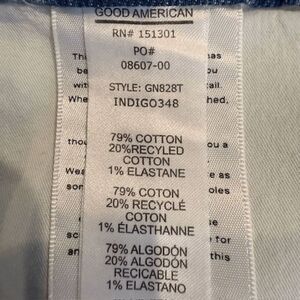 GOOD AMERICAN
RN# 151301
PO#
08607-00
STYLE: GN828T
INDIGO348
79% COTTON
20%RECYLED
COTTON
1% ELASTANE
79% COTON
20% RECYCLÉ
COTON
1% ÉLASTHANNE
79% ALGODÓN
20% ALGODÓN
RECICABLE
1% ELASTANO